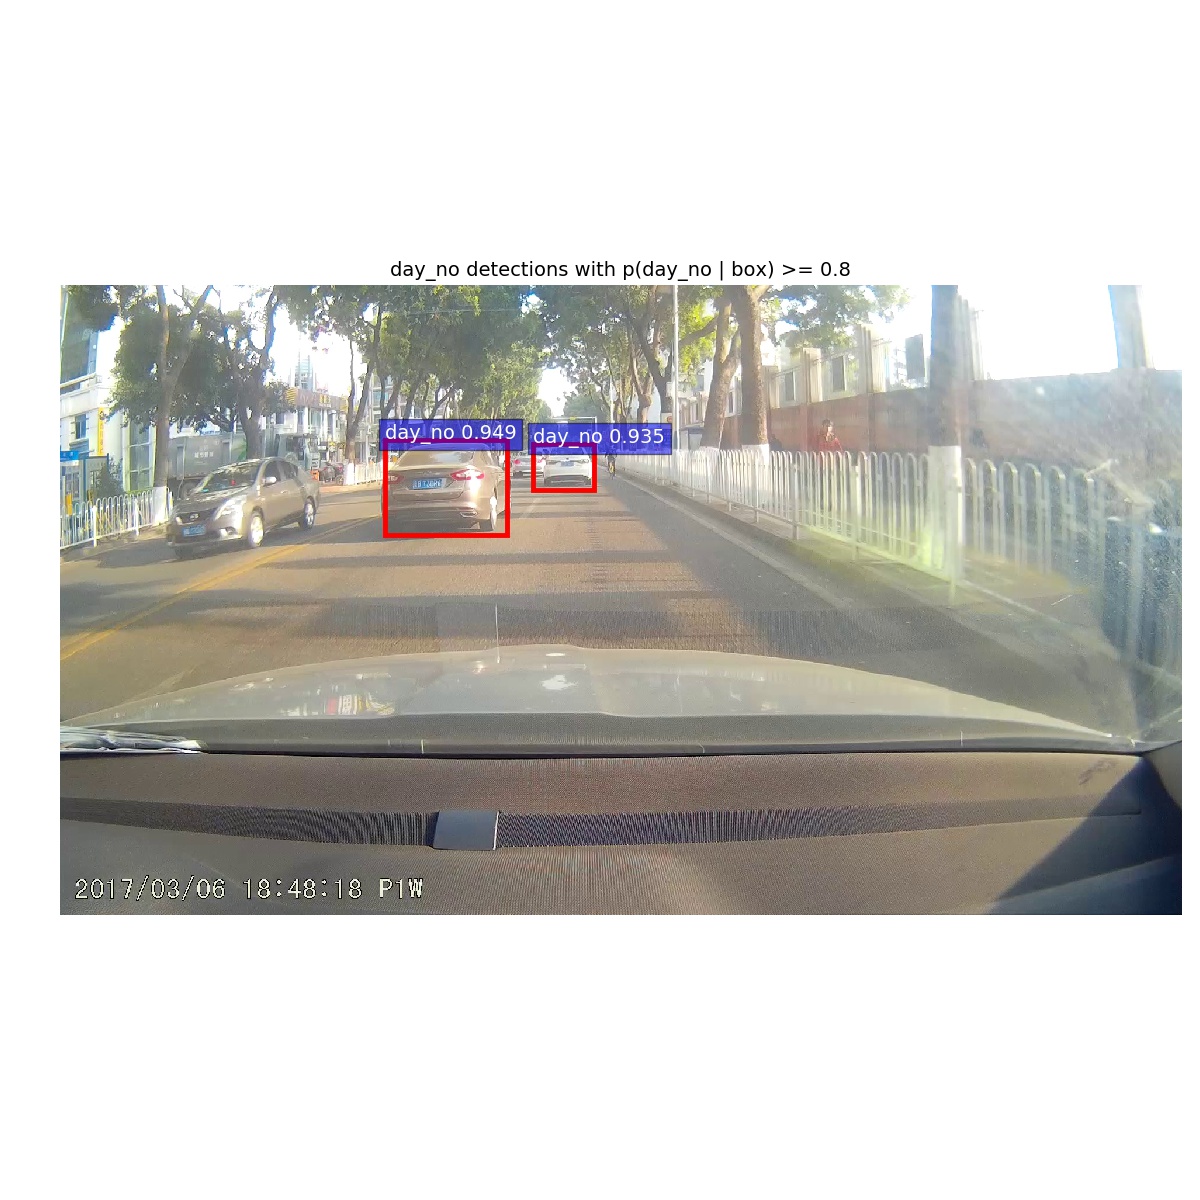 day_no detections with p(day_no | box) >= 0.8
day_no 0.949
day_no 0.935
2017/03/06 18:48:18 P1W